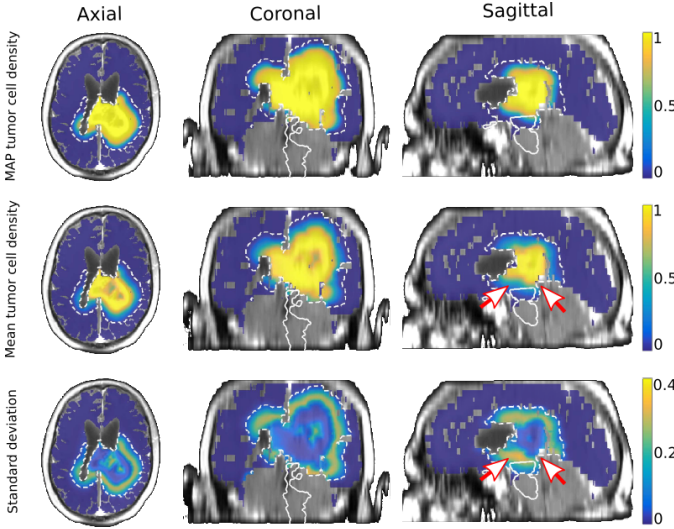 Axial
Coronal
Sagittal
MAP tumor cell density
1
0.5
0
Mean tumor cell density
1
0.5
0
Standard deviation
0.4
0.2
0